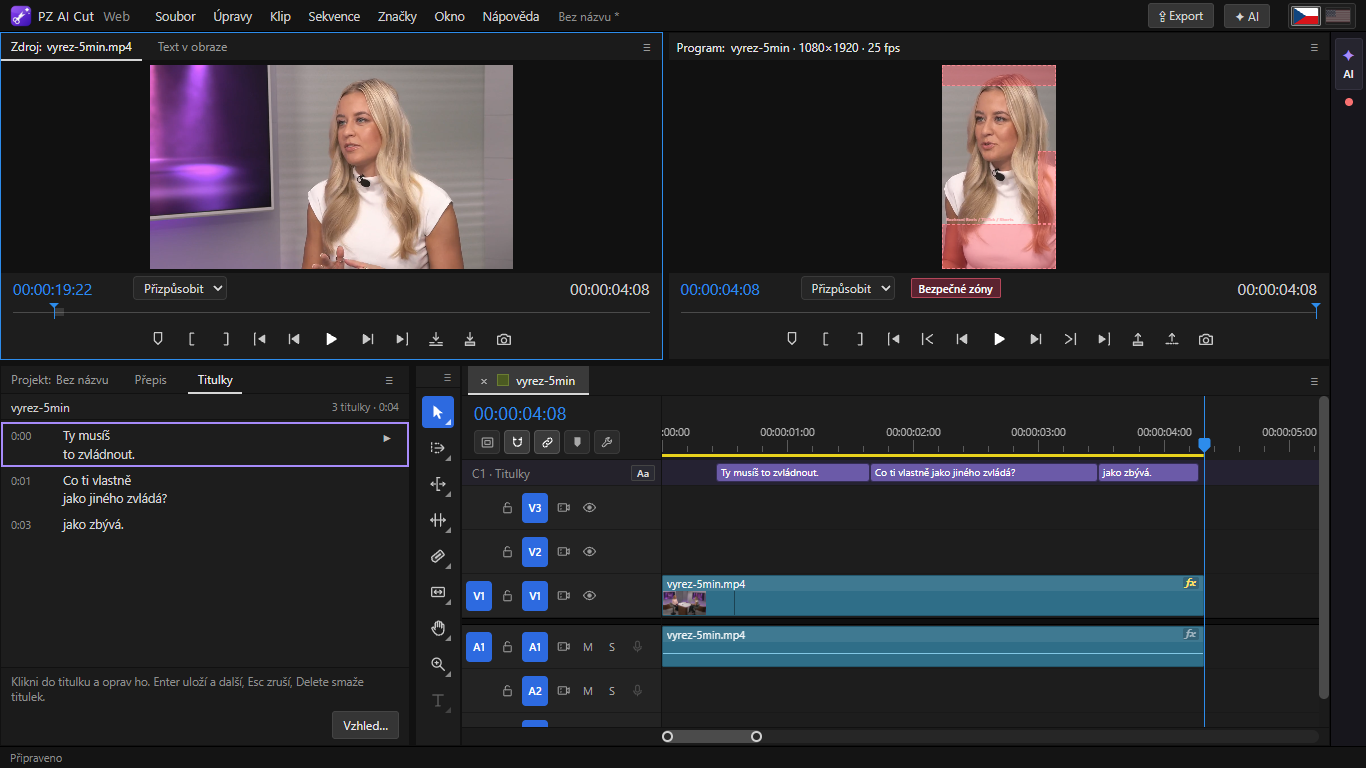 PZ AI Cut Web Soubor Úpravy Klip Sekvence Značky Okno Nápověda Bez názvu * Export AI
Zdroj: vyrez-5min.mp4 Text v obraze
Program: vyrez-5min · 1080×1920 · 25 fps
AI
00:00:19:22 Přizpůsobit 00:00:04:08
00:00:04:08 Přizpůsobit Bezpečné zóny 00:00:04:08
Projekt: Bez názvu Přepis Titulky
vyrez-5min 3 titulky · 0:04
0:00 Ty musíš
to zvládnout.
0:01 Co ti vlastně
jako jiného zvládá?
0:03 jako zbývá.
Klikni do titulku a oprav ho. Enter uloží a další, Esc zruší, Delete smaže
titulek.
Vzhled...
vyrez-5min
00:00:04:08
:00:00 00:00:01:00 00:00:02:00 00:00:03:00 00:00:04:00 00:00:05:00
C1 · Titulky Aa Ty musíš to zvládnout. Co ti vlastně jako jiného zvládá? jako zbývá.
V3
V2
V1 V1 vyrez-5min.mp4 fx
A1 A1 M S vyrez-5min.mp4 fx
A2 M S
Připraveno